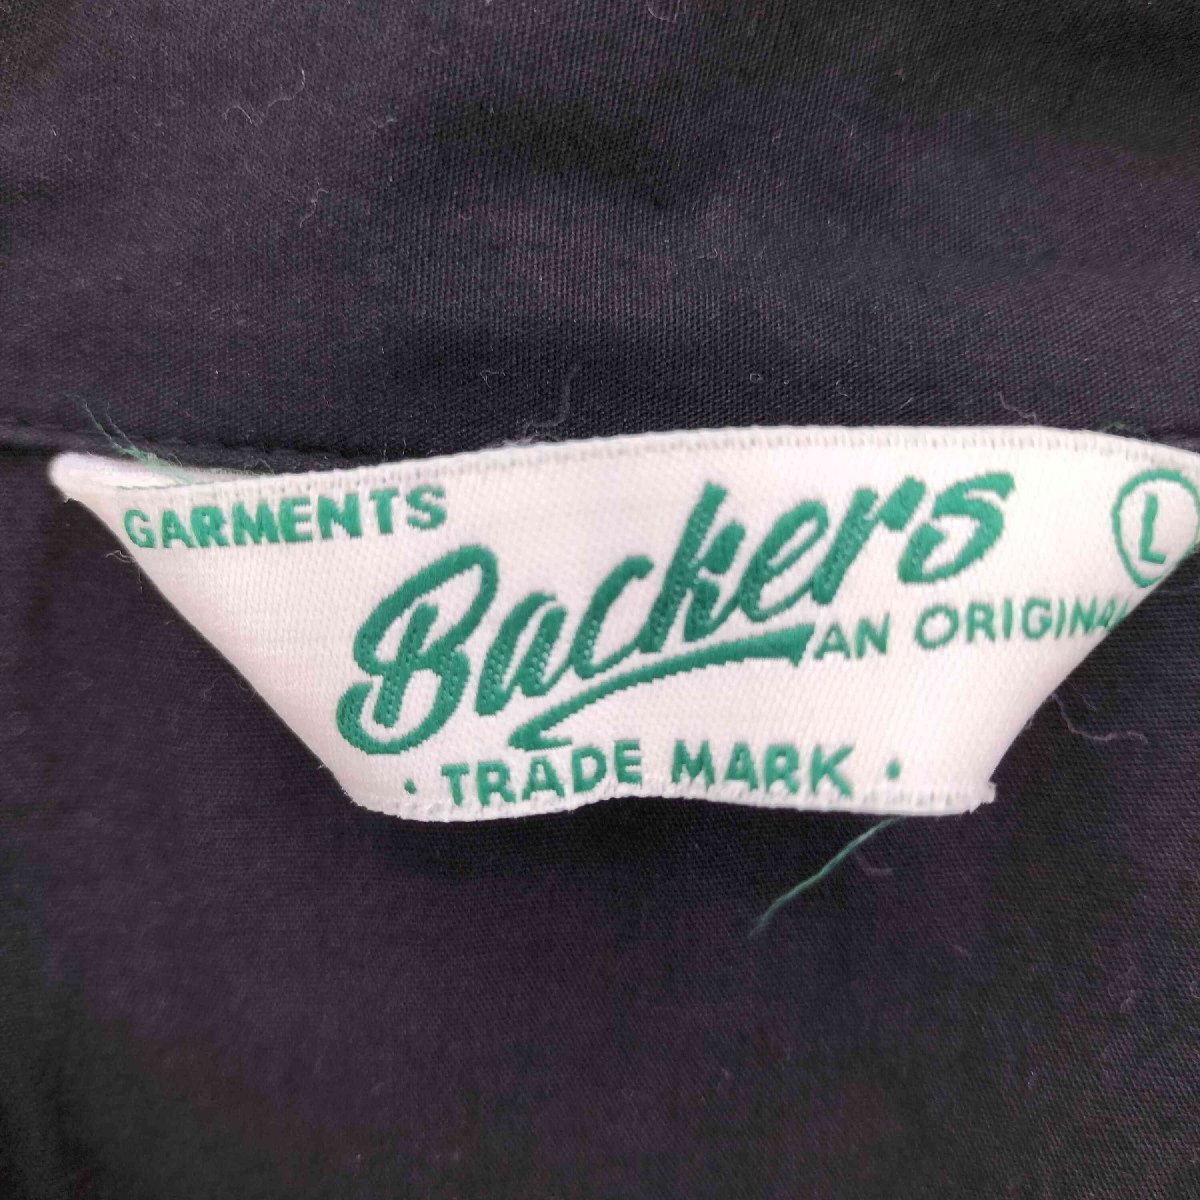 GARMENTS
Backers
L
AN ORIGINAL
· TRADE MARK ·